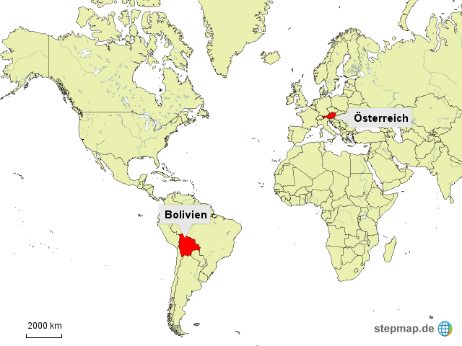 Österreich
Bolivien
2000 km
stepmap.de